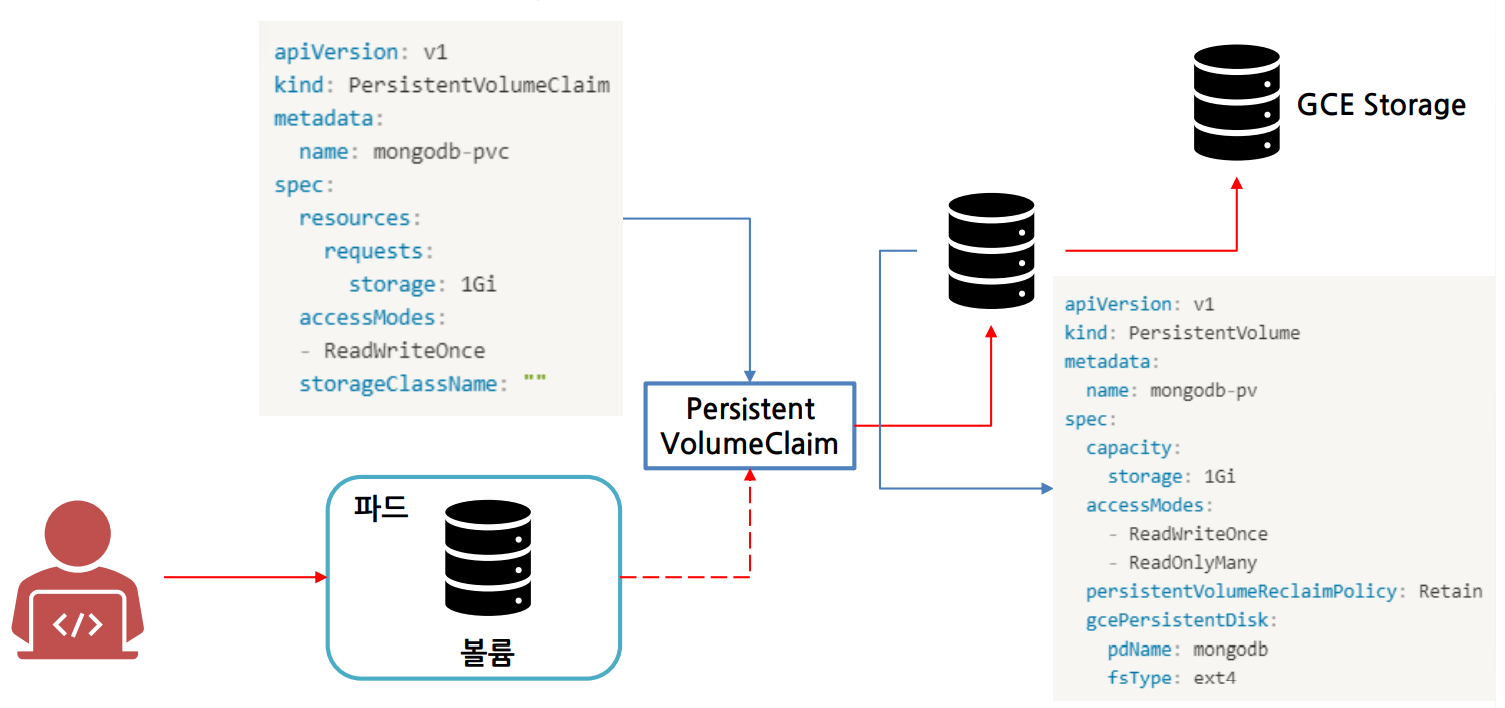 apiVersion: v1
kind: PersistentVolumeClaim
metadata:
  name: mongodb-pvc
spec:
  resources:
    requests:
      storage: 1Gi
  accessModes:
  - ReadWriteOnce
  storageClassName: ""
GCE Storage
Persistent
VolumeClaim
파드
볼륨
</>
apiVersion: v1
kind: PersistentVolume
metadata:
  name: mongodb-pv
spec:
  capacity:
    storage: 1Gi
  accessModes:
    - ReadWriteOnce
    - ReadOnlyMany
  persistentVolumeReclaimPolicy: Retain
  gcePersistentDisk:
    pdName: mongodb
    fsType: ext4